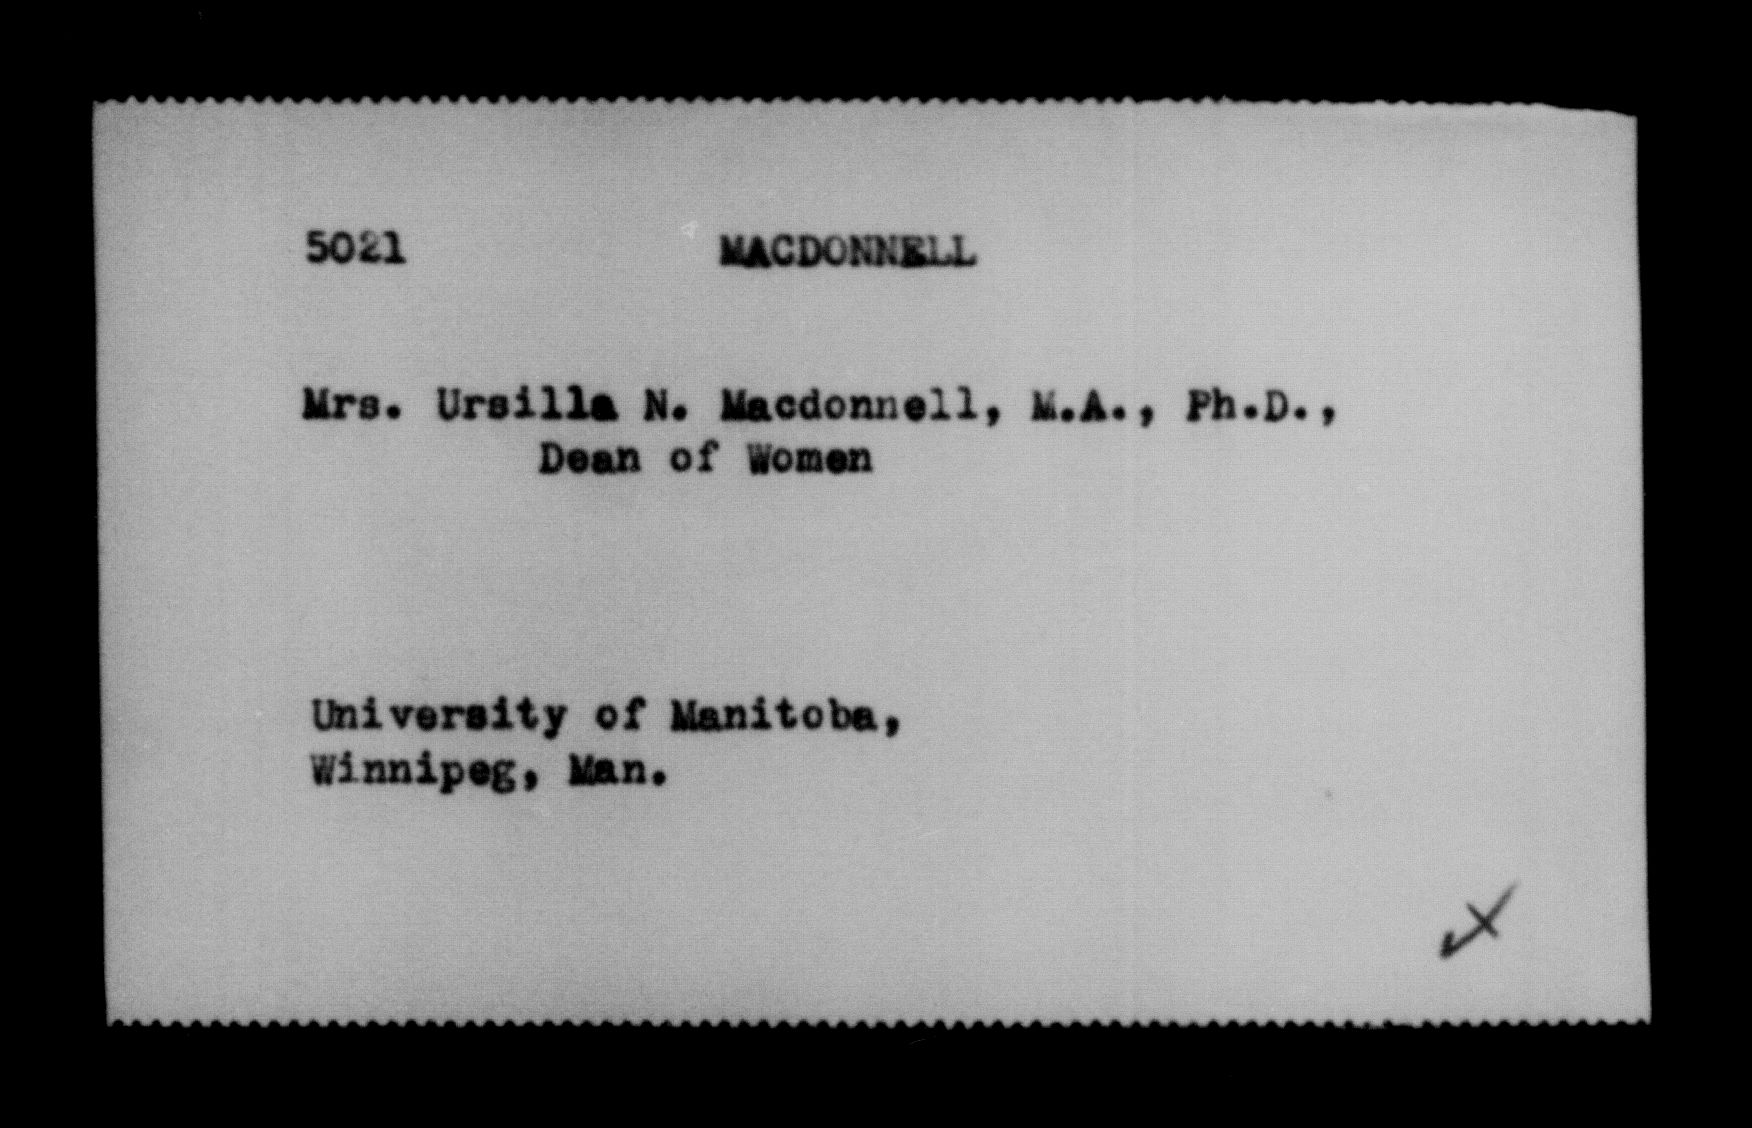 5021 MACDONNELL
Mrs. Ursilla N. Macdonnell, M.A., Ph.D.,
Dean of Women
University of Manitoba,
Winnipeg, Man.